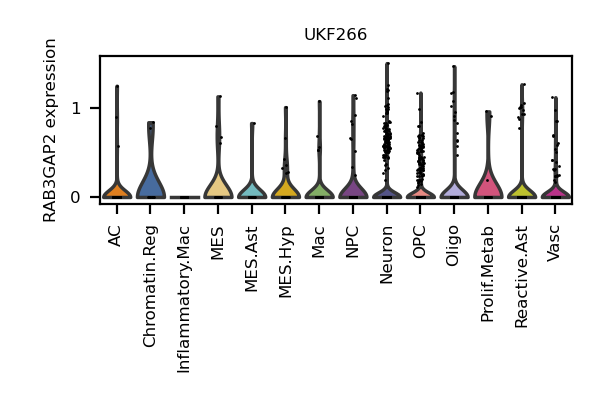 UKF266
RAB3GAP2 expression
1
0
AC
Chromatin.Reg
Inflammatory.Mac
MES
MES.Ast
MES.Hyp
Mac
NPC
Neuron
OPC
Oligo
Prolif.Metab
Reactive.Ast
Vasc